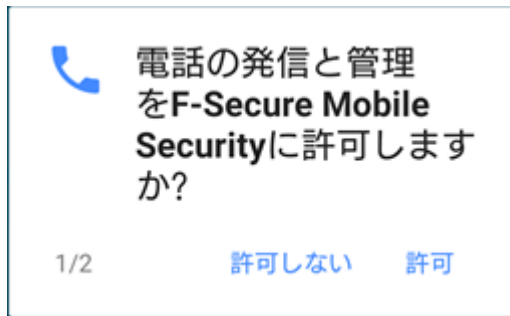 電話の発信と管理
をF-Secure Mobile
Securityに許可します
か?
1/2 許可しない 許可